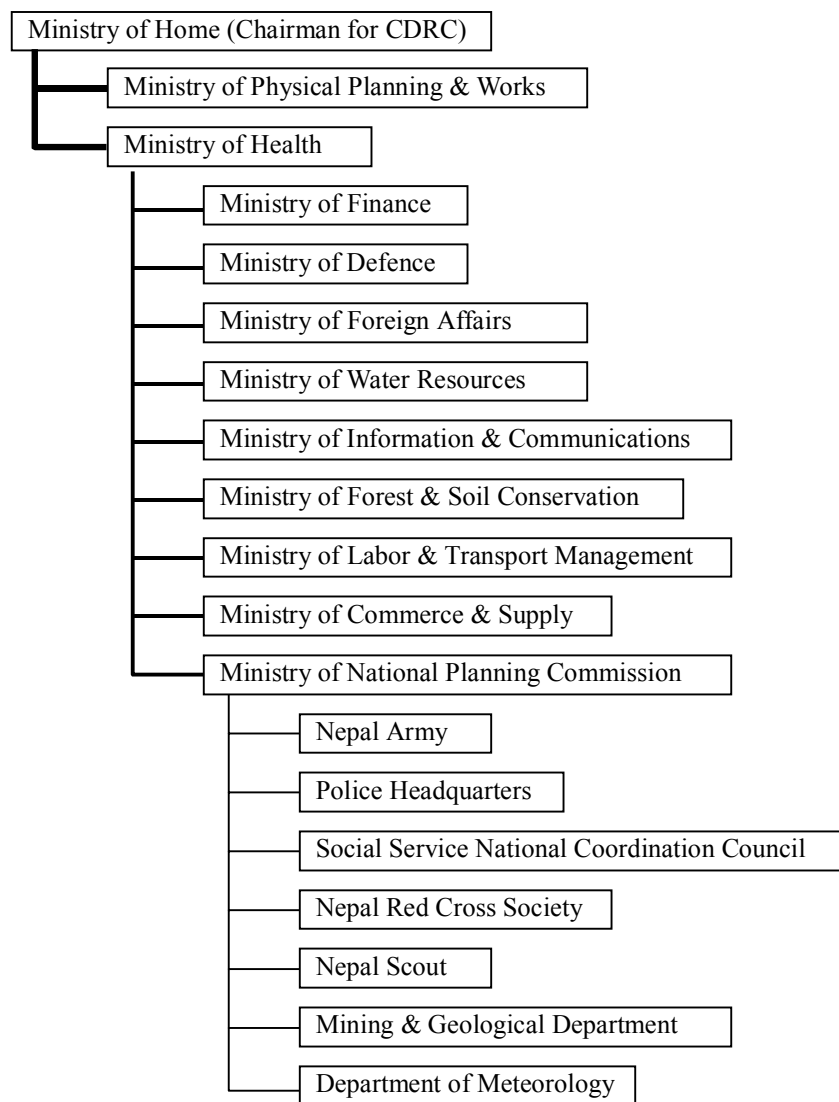 Ministry of Home (Chairman for CDRC)
Ministry of Physical Planning & Works
Ministry of Health
Ministry of Finance
Ministry of Defence
Ministry of Foreign Affairs
Ministry of Water Resources
Ministry of Information & Communications
Ministry of Forest & Soil Conservation
Ministry of Labor & Transport Management
Ministry of Commerce & Supply
Ministry of National Planning Commission
Nepal Army
Police Headquarters
Social Service National Coordination Council
Nepal Red Cross Society
Nepal Scout
Mining & Geological Department
Department of Meteorology